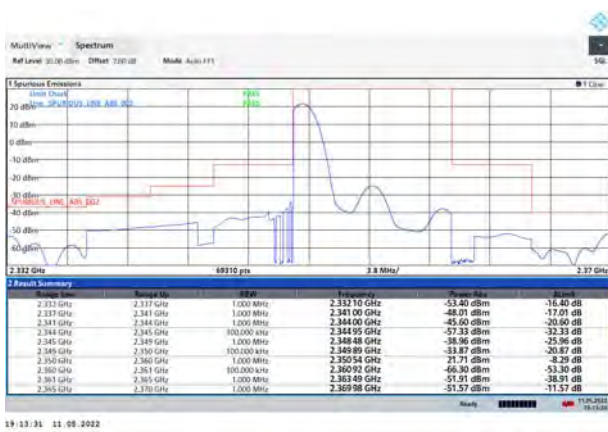 MultiView Spectrum
Ref Level 30.00 dBm Offset 7.00 dB Mode Auto FFT SGL
1 Spurious Emissions 1 Clrw
Limit Check PASS
Line _SPURIOUS_LINE_ABS_002 PASS
20 dBm
10 dBm
0 dBm
-10 dBm
-20 dBm
-30 dBm
-40 dBm
-50 dBm
-60 dBm
2.332 GHz 69310 pts 3.8 MHz/ 2.37 GHz
2 Result Summary
Range Low Range Up RBW Frequency Power Abs ΔLimit
2.332 GHz 2.337 GHz 1.000 MHz 2.33210 GHz -53.40 dBm -16.40 dB
2.337 GHz 2.341 GHz 1.000 MHz 2.34100 GHz -48.01 dBm -17.01 dB
2.341 GHz 2.344 GHz 1.000 MHz 2.34400 GHz -45.60 dBm -20.60 dB
2.344 GHz 2.345 GHz 100.000 kHz 2.34495 GHz -57.33 dBm -32.33 dB
2.345 GHz 2.349 GHz 1.000 MHz 2.34848 GHz -38.96 dBm -25.96 dB
2.349 GHz 2.350 GHz 100.000 kHz 2.34989 GHz -33.87 dBm -20.87 dB
2.350 GHz 2.360 GHz 1.000 MHz 2.35054 GHz 21.71 dBm -8.29 dB
2.360 GHz 2.361 GHz 100.000 kHz 2.36092 GHz -66.30 dBm -53.30 dB
2.361 GHz 2.365 GHz 1.000 MHz 2.36349 GHz -51.91 dBm -38.91 dB
2.365 GHz 2.370 GHz 1.000 MHz 2.36998 GHz -51.57 dBm -11.57 dB
Ready 11.05.2022
19:13:31 11.05.2022